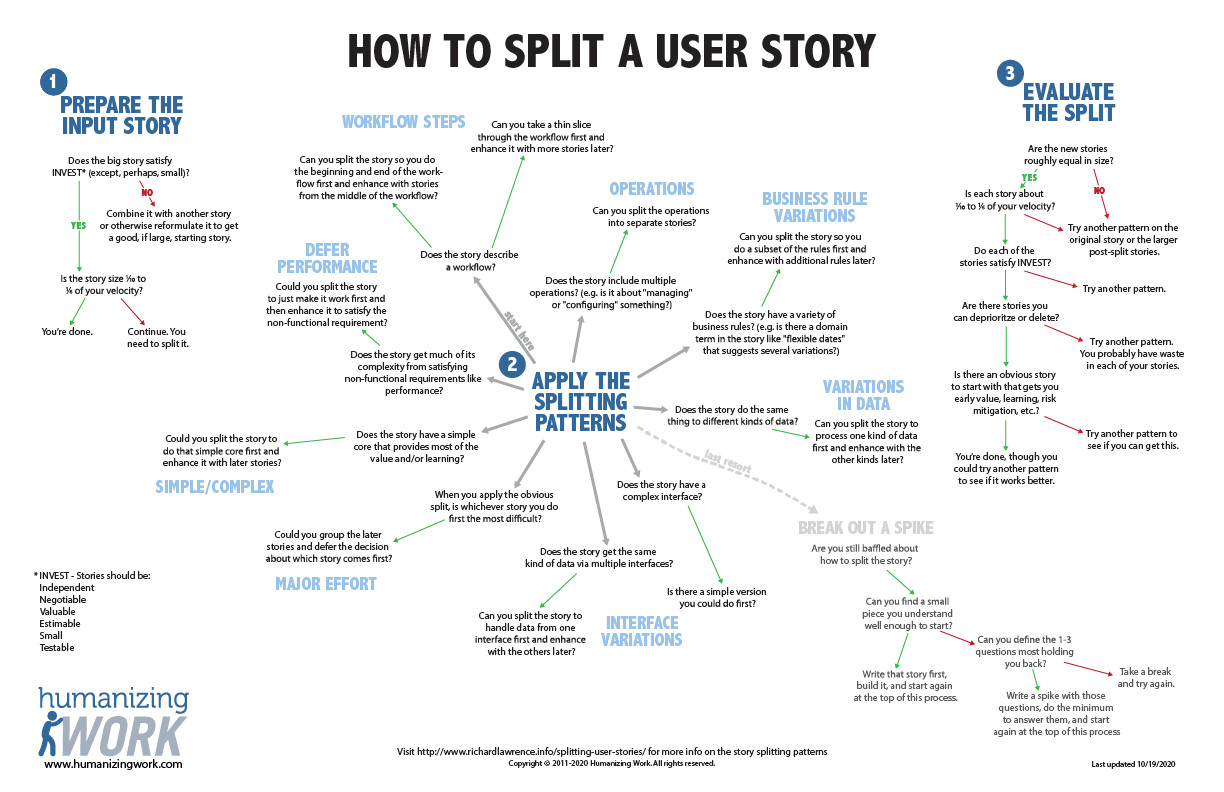 HOW TO SPLIT A USER STORY
1
PREPARE THE
INPUT STORY
Does the big story satisfy
INVEST* (except, perhaps, small)?
NO
YES
Combine it with another story
or otherwise reformulate it to get
a good, if large, starting story.
Is the story size 1⁄10 to
1⁄6 of your velocity?
You're done.
Continue. You
need to split it.
2
APPLY THE
SPLITTING
PATTERNS
start here
WORKFLOW STEPS
Can you take a thin slice
through the workflow first and
enhance it with more stories later?
Can you split the story so you do
the beginning and end of the work-
flow first and enhance with stories
from the middle of the workflow?
Does the story describe
a workflow?
OPERATIONS
Can you split the operations
into separate stories?
Does the story include multiple
operations? (e.g. is it about "managing"
or "configuring" something?)
BUSINESS RULE
VARIATIONS
Can you split the story so you
do a subset of the rules first and
enhance with additional rules later?
Does the story have a variety of
business rules? (e.g. is there a domain
term in the story like "flexible dates"
that suggests several variations?)
VARIATIONS
IN DATA
Does the story do the same
thing to different kinds of data?
Can you split the story to
process one kind of data
first and enhance with the
other kinds later?
DEFER
PERFORMANCE
Could you split the story
to just make it work first and
then enhance it to satisfy the
non-functional requirement?
Does the story get much of its
complexity from satisfying
non-functional requirements like
performance?
Does the story have a simple
core that provides most of the
value and/or learning?
Could you split the story to
do that simple core first and
enhance it with later stories?
SIMPLE/COMPLEX
When you apply the obvious
split, is whichever story you do
first the most difficult?
Could you group the later
stories and defer the decision
about which story comes first?
MAJOR EFFORT
Does the story get the same
kind of data via multiple interfaces?
Can you split the story to
handle data from one
interface first and enhance
with the others later?
Does the story have a
complex interface?
Is there a simple version
you could do first?
INTERFACE
VARIATIONS
last resort
BREAK OUT A SPIKE
Are you still baffled about
how to split the story?
Can you find a small
piece you understand
well enough to start?
Write that story first,
build it, and start again
at the top of this process.
Can you define the 1-3
questions most holding
you back?
Take a break
and try again.
Write a spike with those
questions, do the minimum
to answer them, and start
again at the top of this process
3
EVALUATE
THE SPLIT
Are the new stories
roughly equal in size?
YES
NO
Is each story about
1⁄10 to 1⁄6 of your velocity?
Try another pattern on the
original story or the larger
post-split stories.
Do each of the
stories satisfy INVEST?
Try another pattern.
Are there stories you
can deprioritze or delete?
Try another pattern.
You probably have waste
in each of your stories.
Is there an obvious story
to start with that gets you
early value, learning, risk
mitigation, etc.?
Try another pattern to
see if you can get this.
You're done, though you
could try another pattern
to see if it works better.
* INVEST - Stories should be:
Independent
Negotiable
Valuable
Estimable
Small
Testable
humanizing
WORK
www.humanizingwork.com
Visit http://www.richardlawrence.info/splitting-user-stories/ for more info on the story splitting patterns
Copyright © 2011-2020 Humanizing Work. All rights reserved.
Last updated 10/19/2020